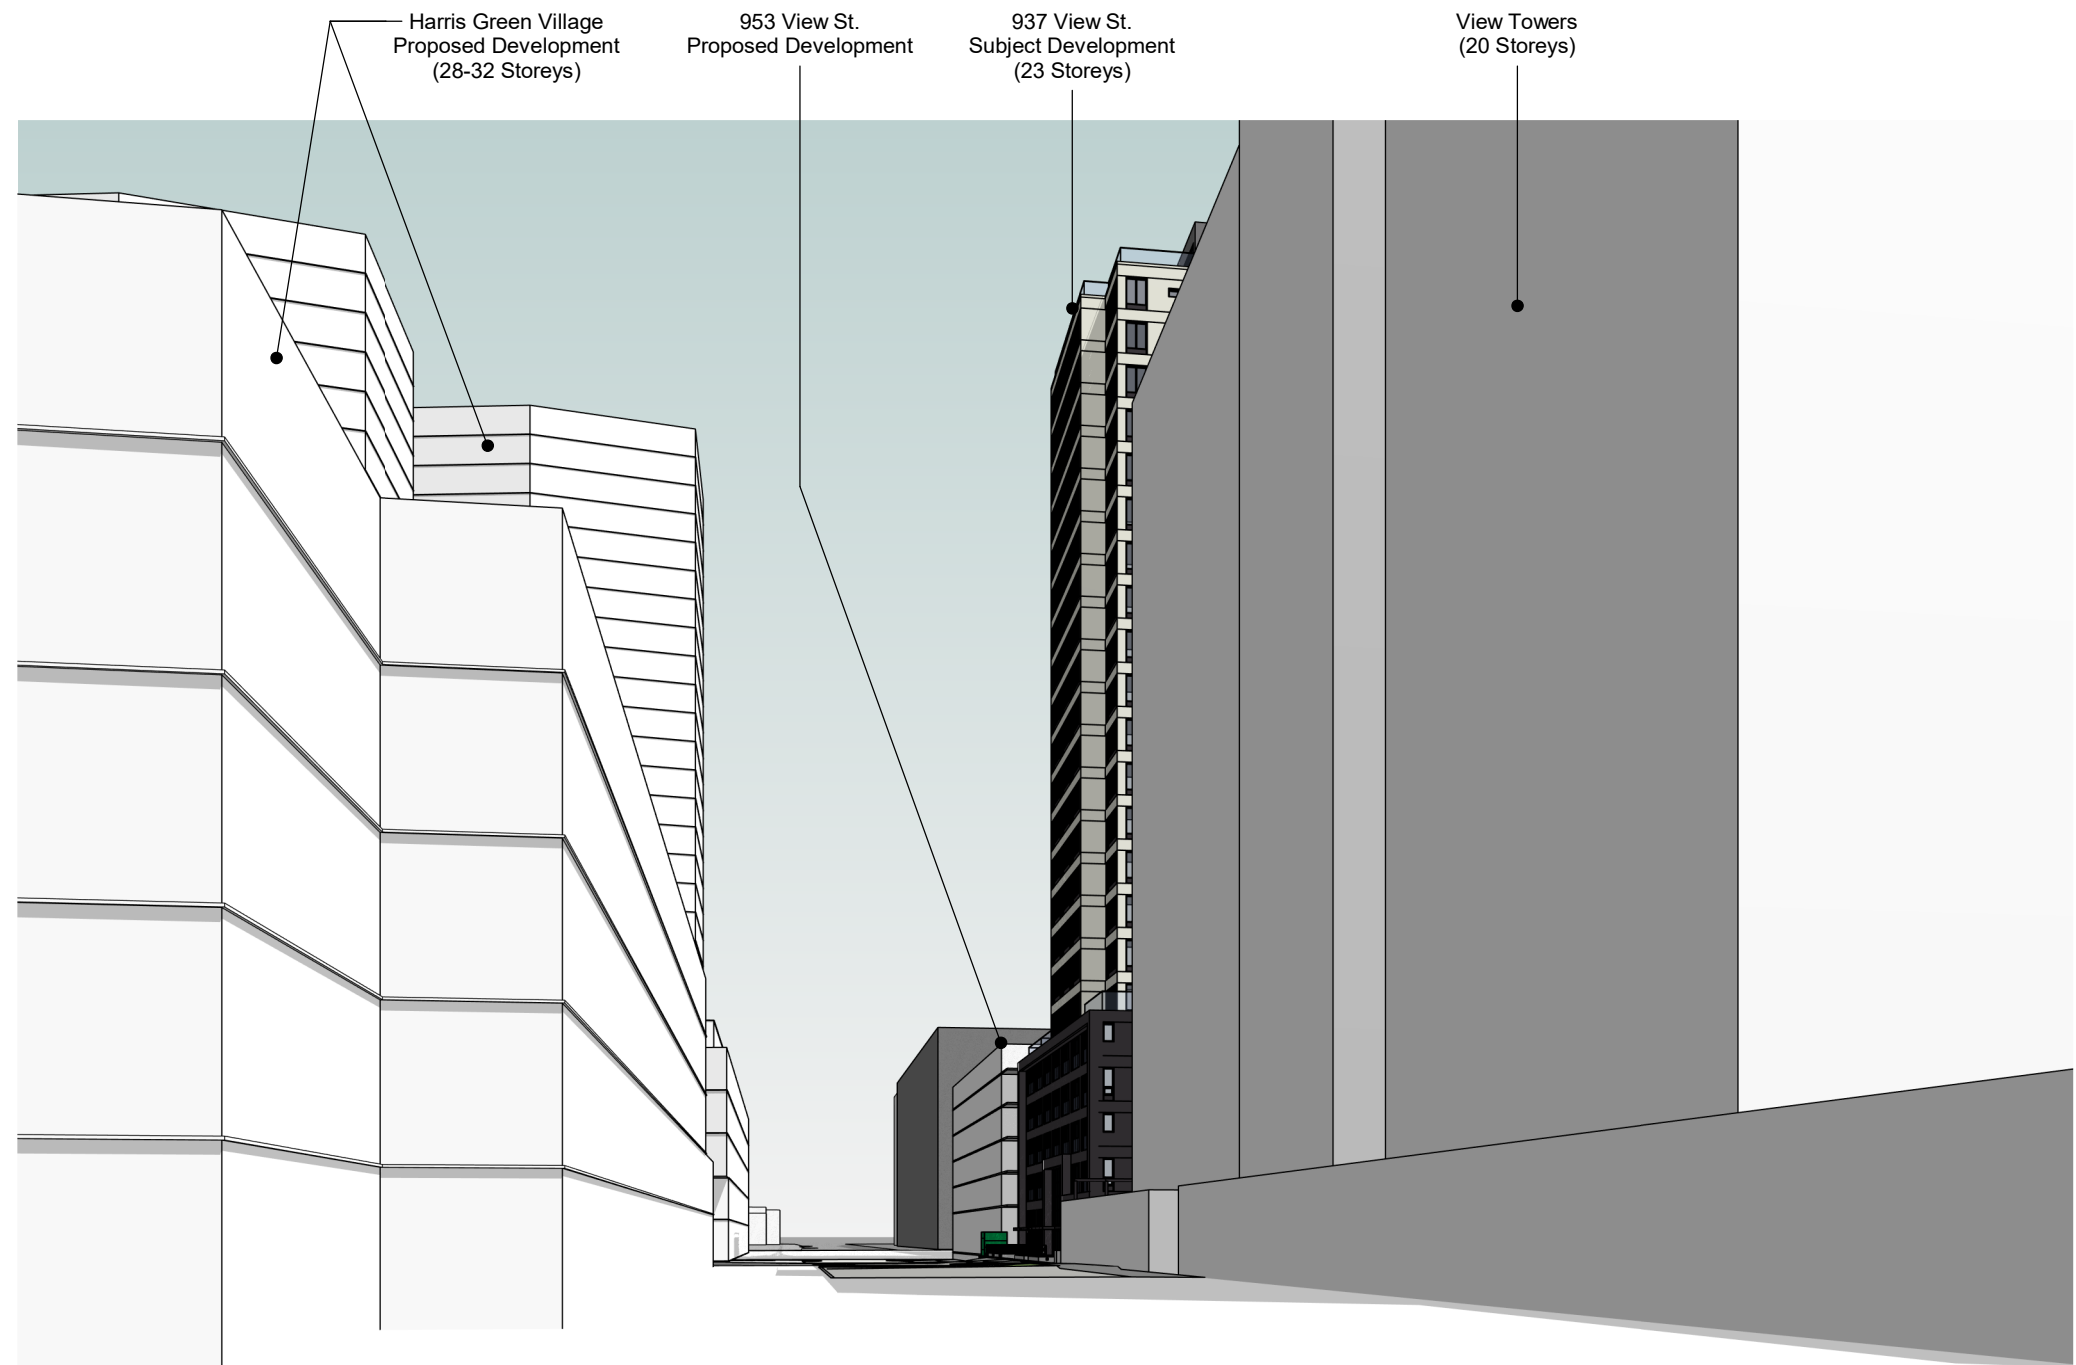 Harris Green Village
Proposed Development
(28-32 Storeys)
953 View St.
Proposed Development
937 View St.
Subject Development
(23 Storeys)
View Towers
(20 Storeys)